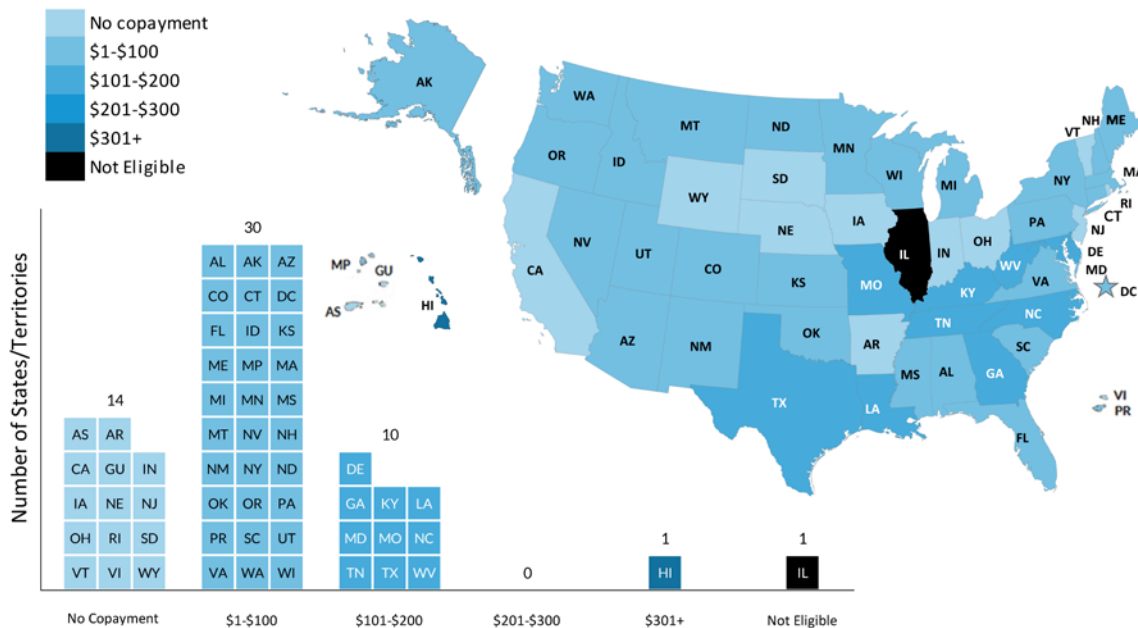 No copayment
$1-$100
$101-$200
$201-$300
$301+
Not Eligible
AK
WA
MT
ND
MN
OR
ID
SD
WI
MI
WY
NY
VT
NH
ME
MA
RI
CT
NJ
PA
DE
MD
DC
IA
NE
IL
IN
OH
NV
UT
CO
CA
KS
MO
WV
VA
KY
NC
TN
AZ
NM
OK
AR
SC
MS
AL
GA
TX
LA
FL
VI
PR
MP
GU
AS
HI
Number of States/Territories
14
AS AR
CA GU IN
IA NE NJ
OH RI SD
VT VI WY
30
AL AK AZ
CO CT DC
FL ID KS
ME MP MA
MI MN MS
MT NV NH
NM NY ND
OK OR PA
PR SC UT
VA WA WI
10
DE
GA KY LA
MD MO NC
TN TX WV
0
1
HI
1
IL
No Copayment $1-$100 $101-$200 $201-$300 $301+ Not Eligible